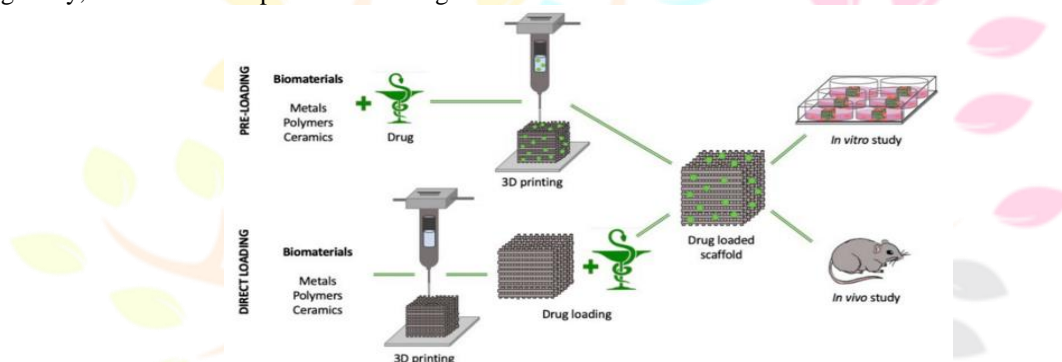 PRE-LOADING
Biomaterials
Metals
Polymers
Ceramics
+
Drug
3D printing
In vitro study
Drug loaded
scaffold
In vivo study
DIRECT LOADING
Biomaterials
Metals
Polymers
Ceramics
3D printing
+
Drug loading